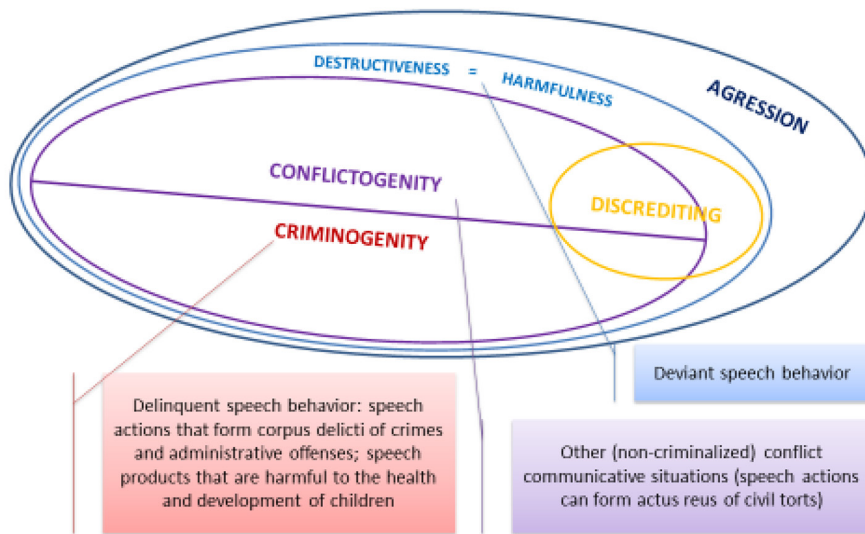 DESTRUCTIVENESS = HARMFULNESS
AGRESSION
CONFLICTOGENITY
DISCREDITING
CRIMINOGENITY
Deviant speech behavior
Delinquent speech behavior: speech
actions that form corpus delicti of crimes
and administrative offenses; speech
products that are harmful to the health
and development of children
Other (non-criminalized) conflict
communicative situations (speech actions
can form actus reus of civil torts)